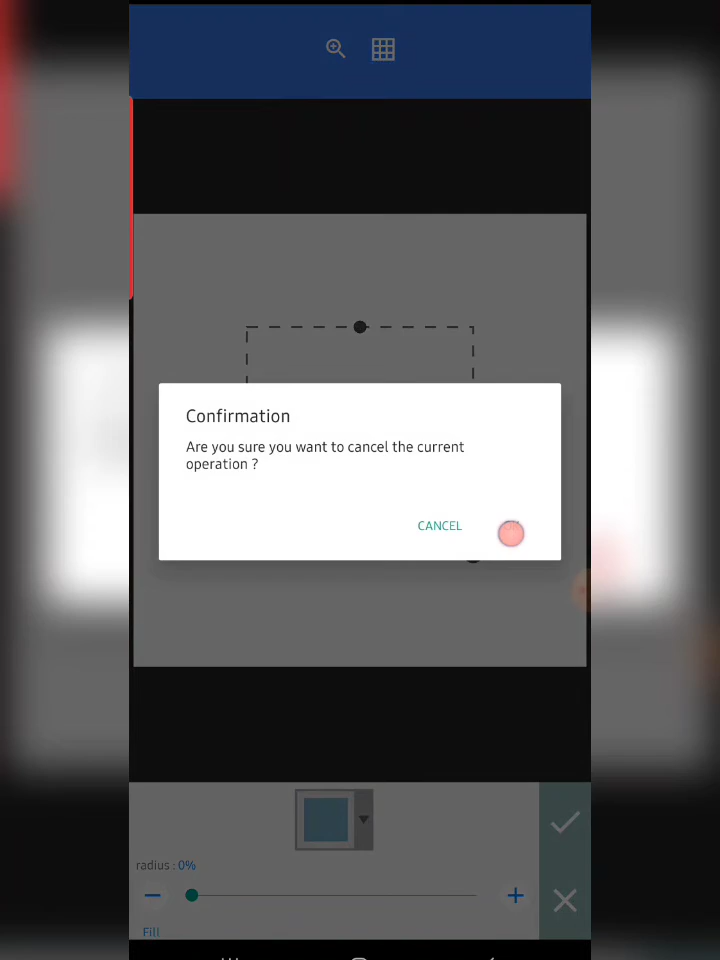 Confirmation
Are you sure you want to cancel the current
operation ?
CANCEL
radius : 0%
Fill